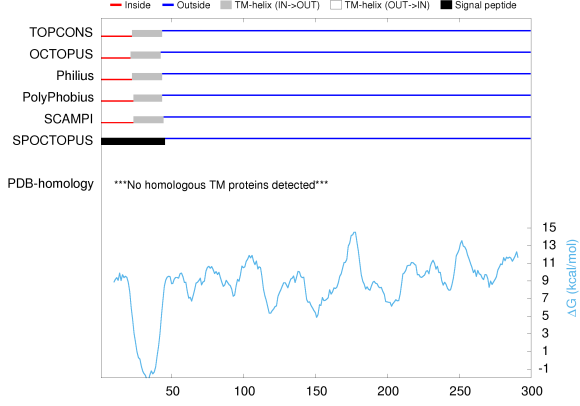 Inside Outside TM-helix (IN->OUT) TM-helix (OUT->IN) Signal peptide
TOPCONS
OCTOPUS
Philius
PolyPhobius
SCAMPI
SPOCTOPUS
PDB-homology ***No homologous TM proteins detected***
15
13
11
9
7
5
3
1
-1
ΔG (kcal/mol)
50 100 150 200 250 300